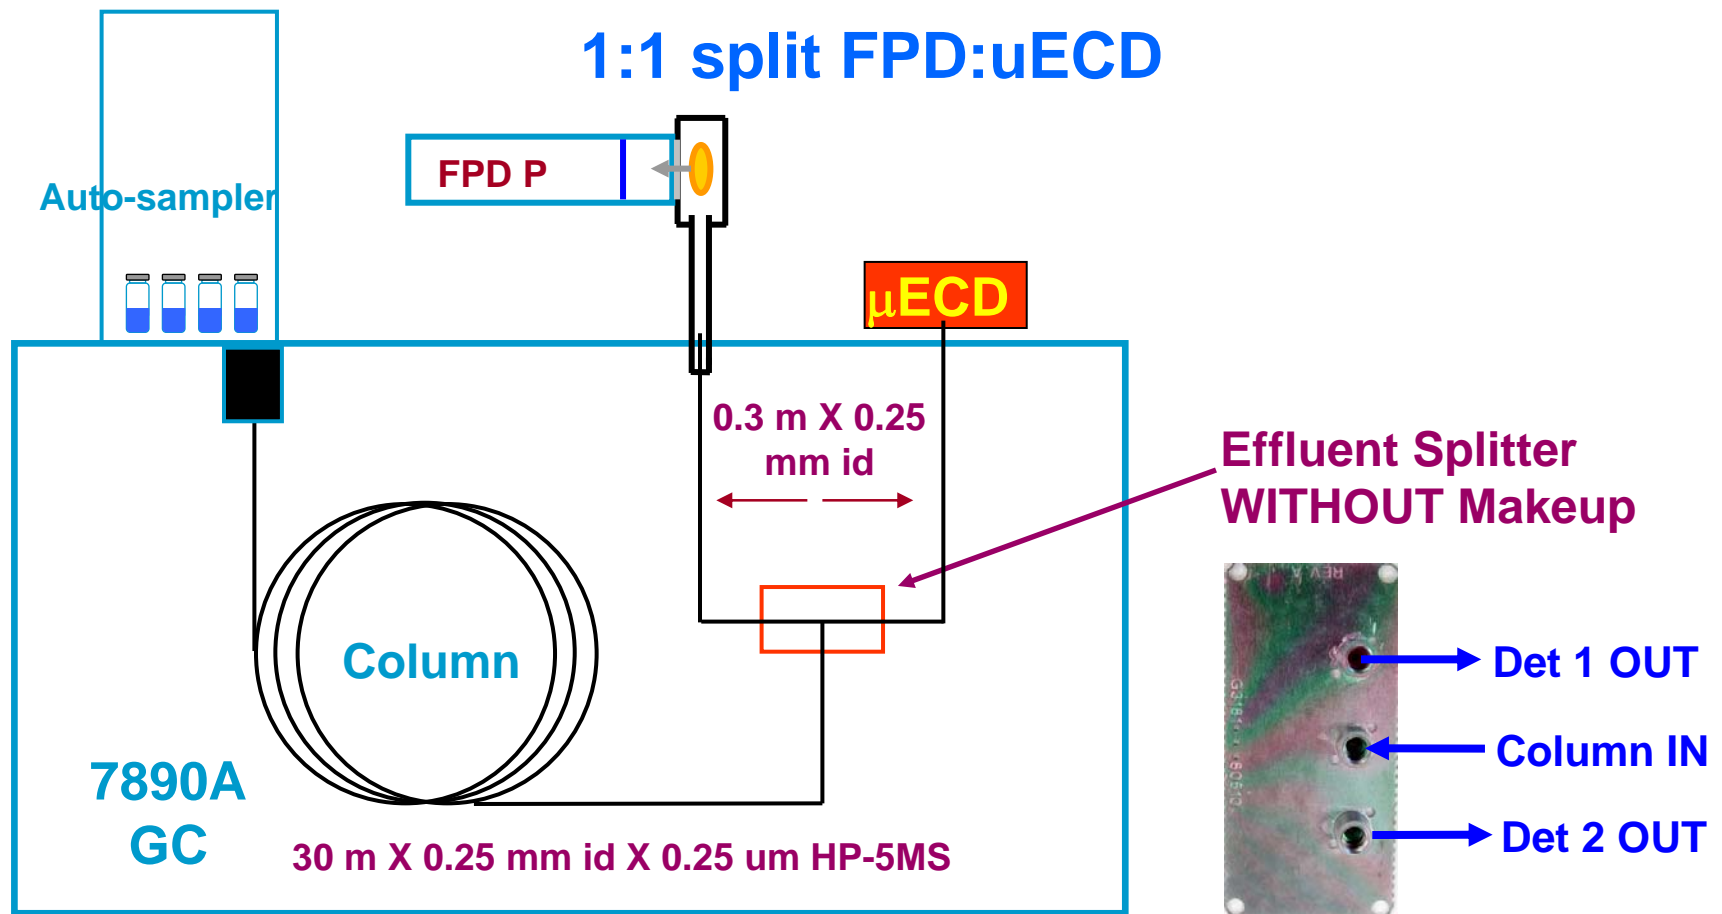 1:1 split FPD:uECD
Auto-sampler
FPD P
µECD
0.3 m X 0.25
mm id
Effluent Splitter
WITHOUT Makeup
Column
7890A
GC
30 m X 0.25 mm id X 0.25 um HP-5MS
REV A
Det 1 OUT
Column IN
Det 2 OUT